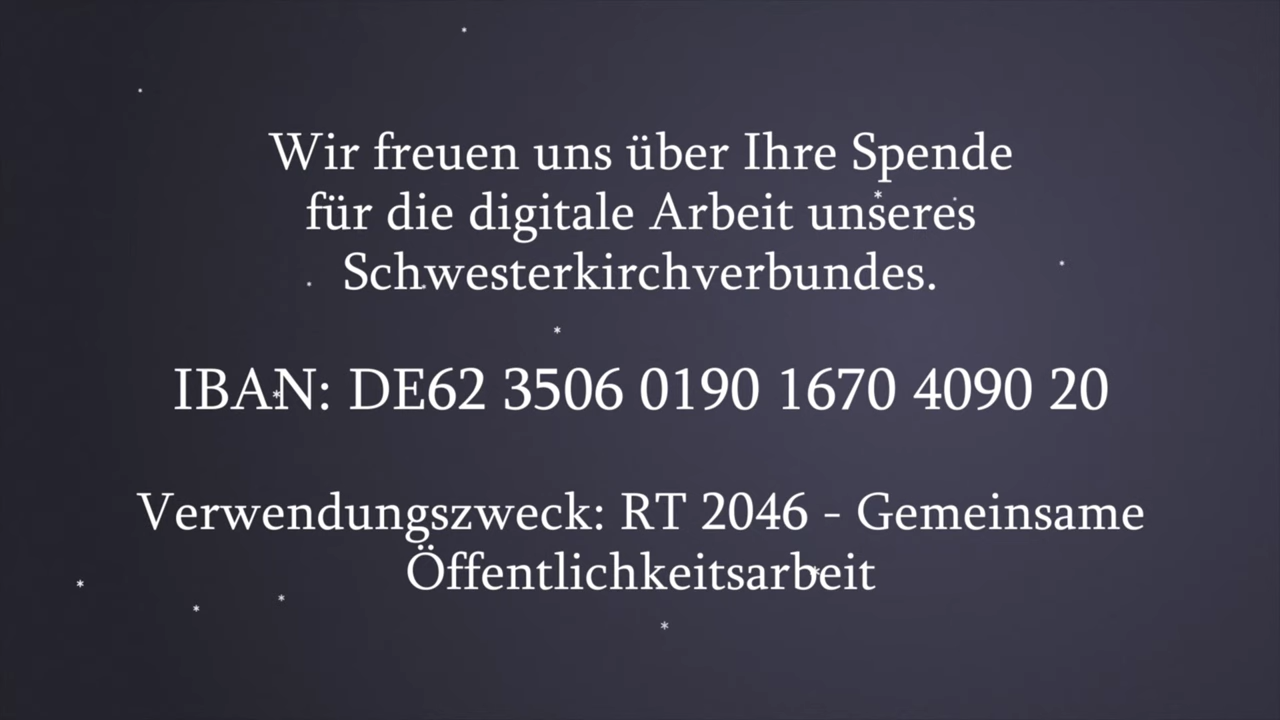 Wir freuen uns über Ihre Spende
für die digitale Arbeit unseres
Schwesterkirchverbundes.
IBAN: DE62 3506 0190 1670 4090 20
Verwendungszweck: RT 2046 - Gemeinsame
Öffentlichkeitsarbeit